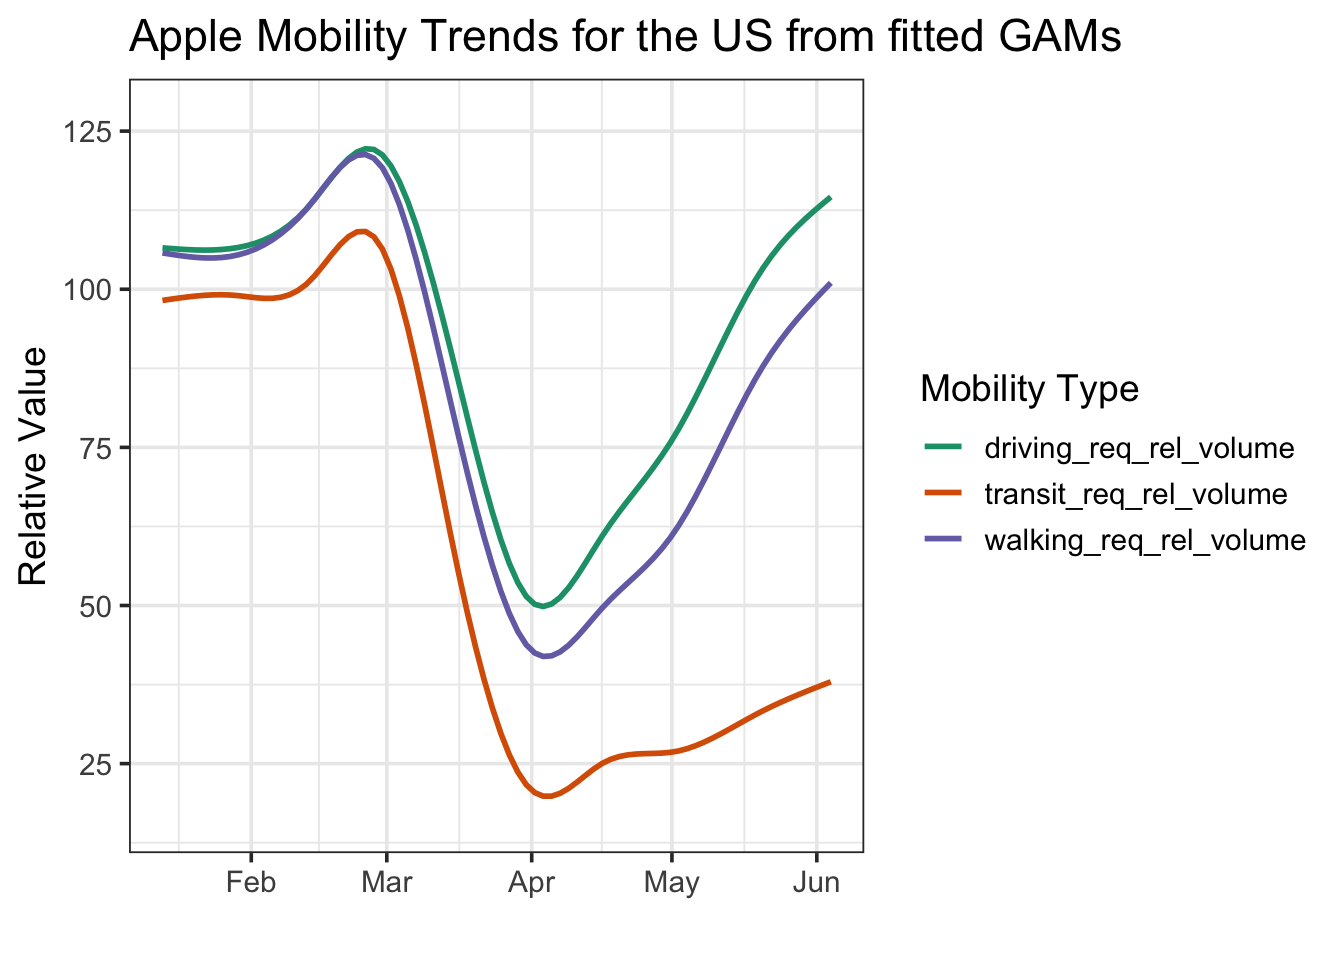 Apple Mobility Trends for the US from fitted GAMs
Relative Value
125
100
75
50
25
Feb Mar Apr May Jun
Mobility Type
driving_req_rel_volume
transit_req_rel_volume
walking_req_rel_volume